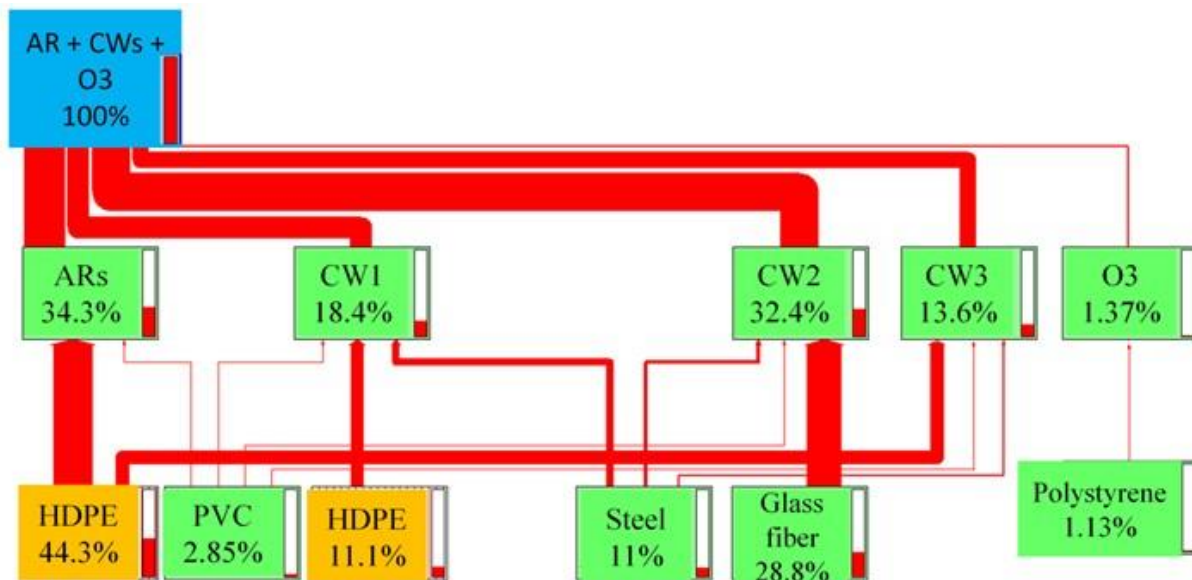 AR + CWs +
O3
100%
ARs
34.3%
CW1
18.4%
CW2
32.4%
CW3
13.6%
O3
1.37%
HDPE
44.3%
PVC
2.85%
HDPE
11.1%
Steel
11%
Glass
fiber
28.8%
Polystyrene
1.13%